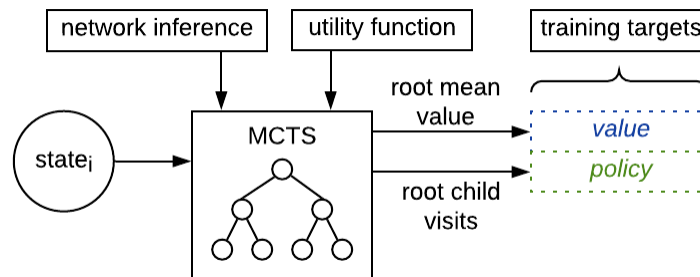 network inference
utility function
training targets
root mean
value
value
MCTS
state i
policy
root child
visits